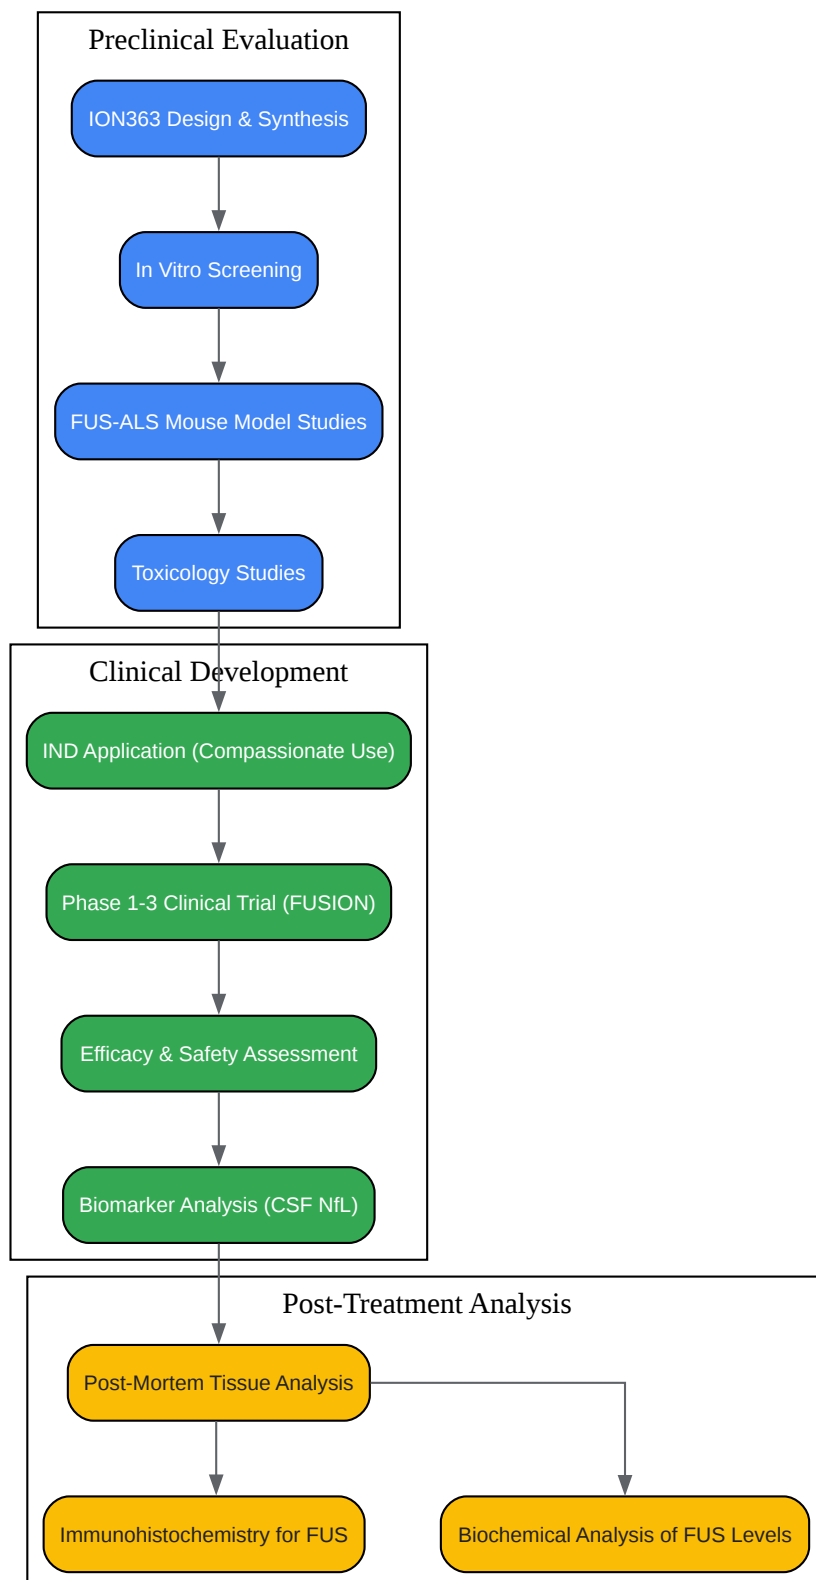 Preclinical Evaluation
ION363 Design & Synthesis
In Vitro Screening
FUS-ALS Mouse Model Studies
Toxicology Studies
Clinical Development
IND Application (Compassionate Use)
Phase 1-3 Clinical Trial (FUSION)
Efficacy & Safety Assessment
Biomarker Analysis (CSF NfL)
Post-Treatment Analysis
Post-Mortem Tissue Analysis
Immunohistochemistry for FUS
Biochemical Analysis of FUS Levels